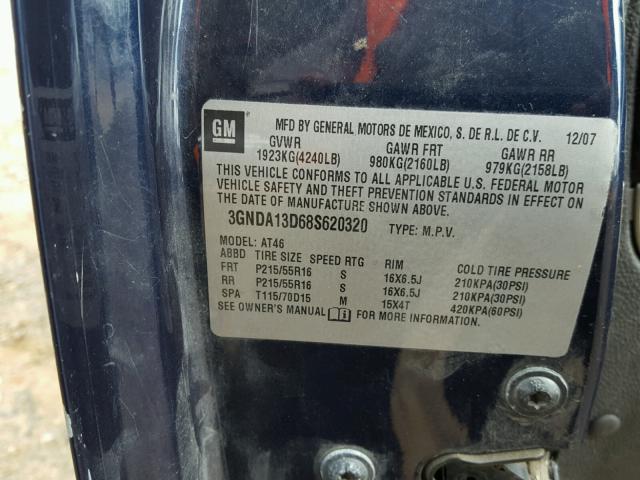 GM
MFD BY GENERAL MOTORS DE MEXICO, S. DE R.L. DE C.V. 12/07
GVWR GAWR FRT GAWR RR
1923KG(4240LB) 980KG(2160LB) 979KG(2158LB)
THIS VEHICLE CONFORMS TO ALL APPLICABLE U.S. FEDERAL MOTOR
VEHICLE SAFETY AND THEFT PREVENTION STANDARDS IN EFFECT ON
THE DATE OF MANUFACTURE SHOWN ABOVE.
3GNDA13D68S620320 TYPE: M.P.V.
MODEL: AT46
ABBD TIRE SIZE SPEED RTG RIM COLD TIRE PRESSURE
FRT P215/55R16 S 16X6.5J 210KPA(30PSI)
RR P215/55R16 S 16X6.5J 210KPA(30PSI)
SPA T115/70D15 M 15X4T 420KPA(60PSI)
SEE OWNER'S MANUAL FOR MORE INFORMATION.